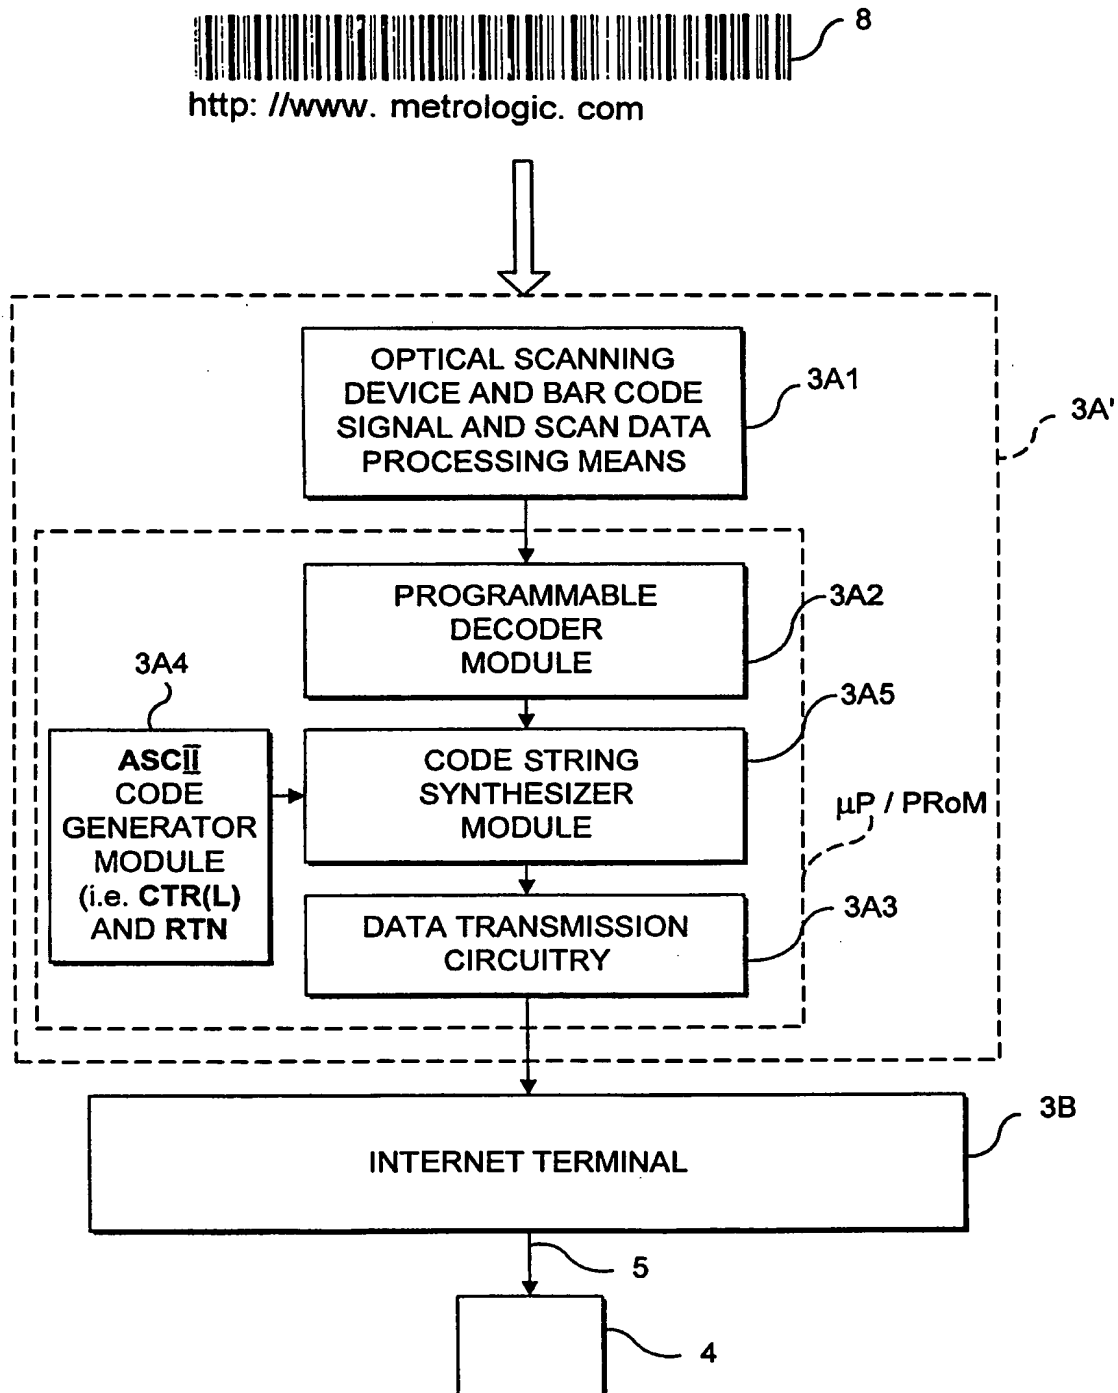 8
http: //www. metrologic. com
OPTICAL SCANNING
DEVICE AND BAR CODE
SIGNAL AND SCAN DATA
PROCESSING MEANS
3A1
3A'
PROGRAMMABLE
DECODER
MODULE
3A2
3A4
3A5
ASCII
CODE
GENERATOR
MODULE
(i.e. CTR(L)
AND RTN
CODE STRING
SYNTHESIZER
MODULE
µP / PRoM
DATA TRANSMISSION
CIRCUITRY
3A3
INTERNET TERMINAL
3B
5
4